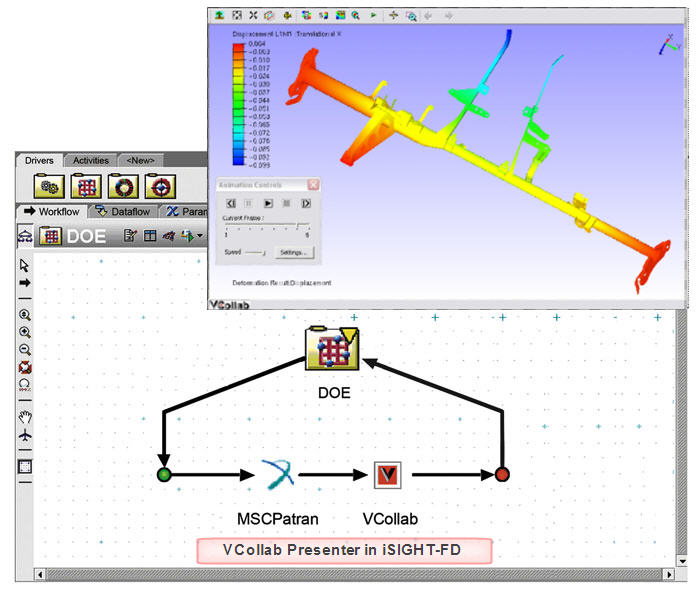 Displacement L1M1 :Translational X
0.004
-0.003
-0.010
-0.017
-0.024
-0.030
-0.037
-0.044
-0.051
-0.058
-0.065
-0.072
-0.078
-0.085
-0.092
-0.099
Y
X
Animation Controls
Current Frame :
1 6
Speed
Settings...
Deformation Result:Displacement
VCollab
Drivers Activities <New>
Workflow Dataflow Param
DOE
DOE
MSCPatran VCollab
VCollab Presenter in iSIGHT-FD